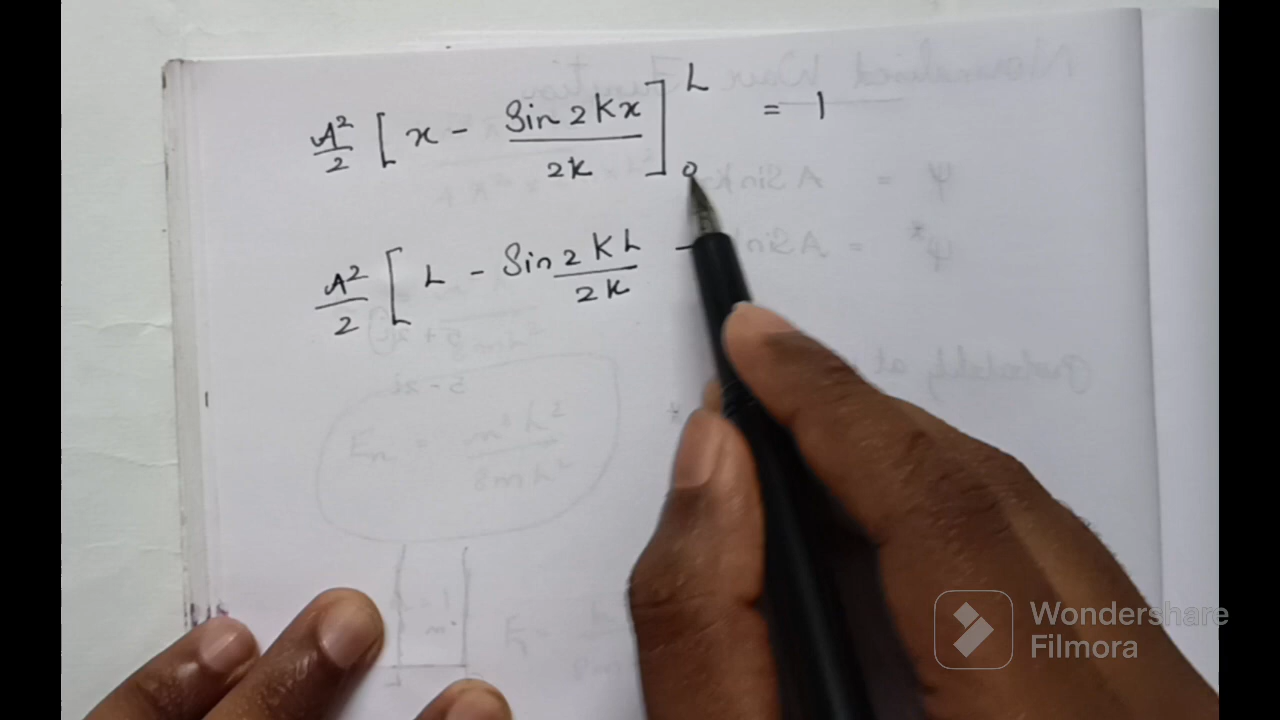 A²/2 [ x - Sin 2Kx / 2K ]₀ᴸ = 1
A²/2 [ L - Sin 2KL / 2K -
Wondershare
Filmora